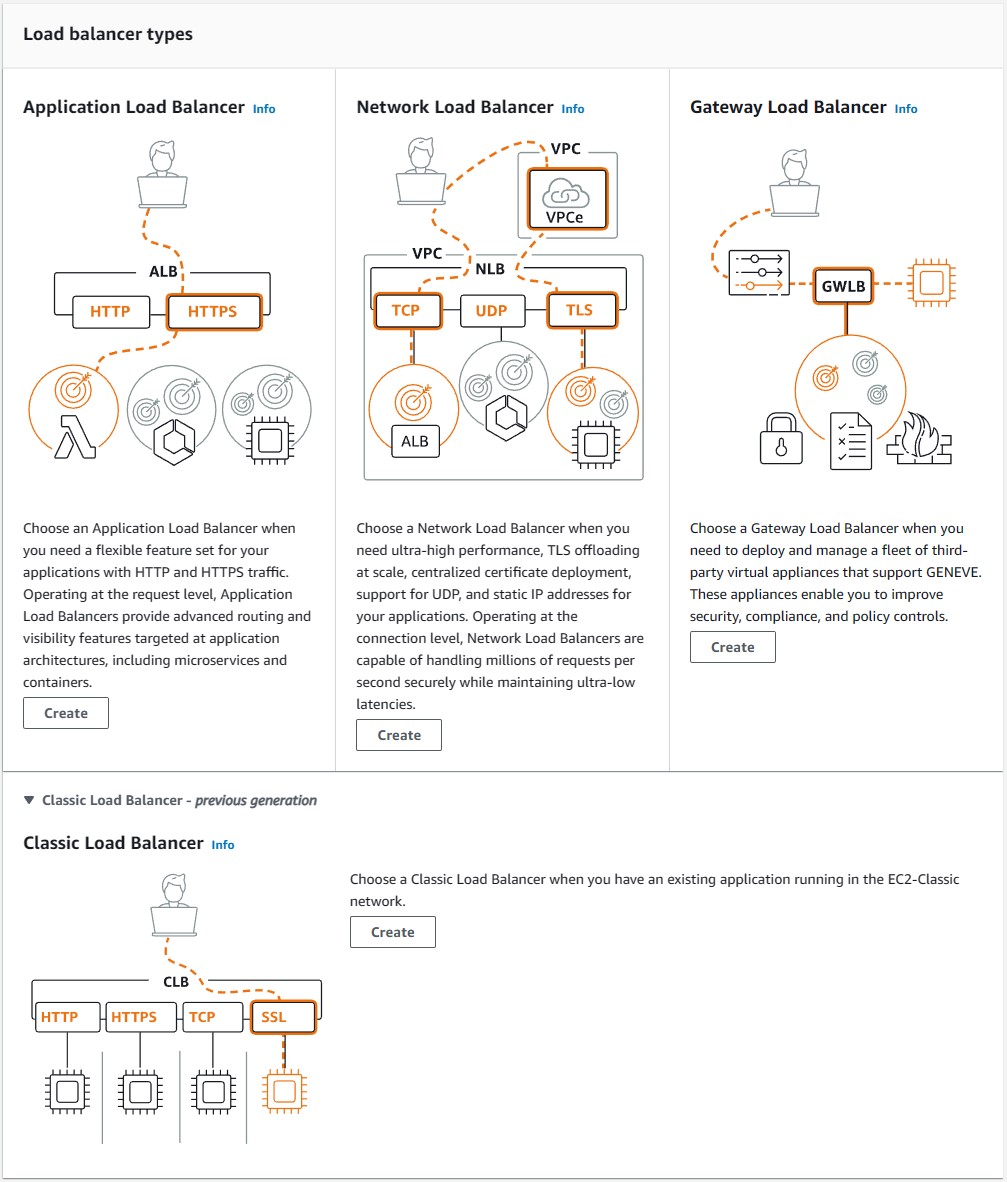 Load balancer types
Application Load Balancer Info
ALB
HTTP
HTTPS
Choose an Application Load Balancer when
you need a flexible feature set for your
applications with HTTP and HTTPS traffic.
Operating at the request level, Application
Load Balancers provide advanced routing and
visibility features targeted at application
architectures, including microservices and
containers.
Create
Network Load Balancer Info
VPC
VPCe
VPC
NLB
TCP
UDP
TLS
ALB
Choose a Network Load Balancer when you
need ultra-high performance, TLS offloading
at scale, centralized certificate deployment,
support for UDP, and static IP addresses for
your applications. Operating at the
connection level, Network Load Balancers are
capable of handling millions of requests per
second securely while maintaining ultra-low
latencies.
Create
Gateway Load Balancer Info
GWLB
Choose a Gateway Load Balancer when you
need to deploy and manage a fleet of third-
party virtual appliances that support GENEVE.
These appliances enable you to improve
security, compliance, and policy controls.
Create
Classic Load Balancer - previous generation
Classic Load Balancer Info
CLB
HTTP
HTTPS
TCP
SSL
Choose a Classic Load Balancer when you have an existing application running in the EC2-Classic
network.
Create